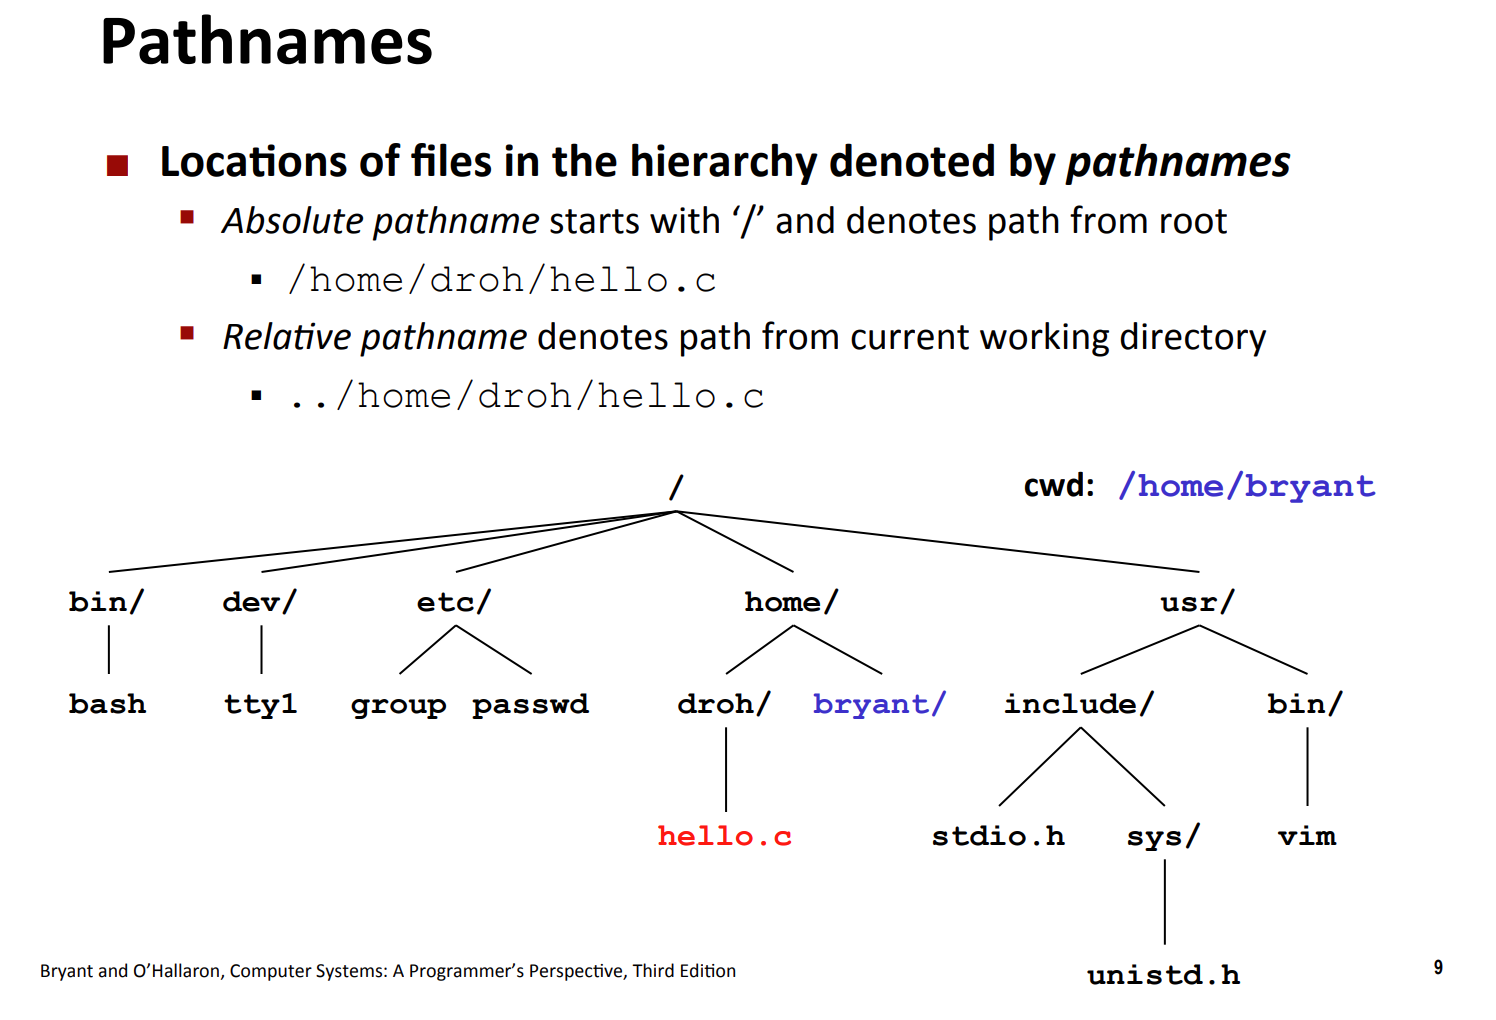 Pathnames
■ Locations of files in the hierarchy denoted by pathnames
▪ Absolute pathname starts with ‘/’ and denotes path from root
▪ /home/droh/hello.c
▪ Relative pathname denotes path from current working directory
▪ ../home/droh/hello.c
/ cwd: /home/bryant
bin/ dev/ etc/ home/ usr/
bash tty1 group passwd droh/ bryant/ include/ bin/
hello.c stdio.h sys/ vim
unistd.h
Bryant and O’Hallaron, Computer Systems: A Programmer’s Perspective, Third Edition 9